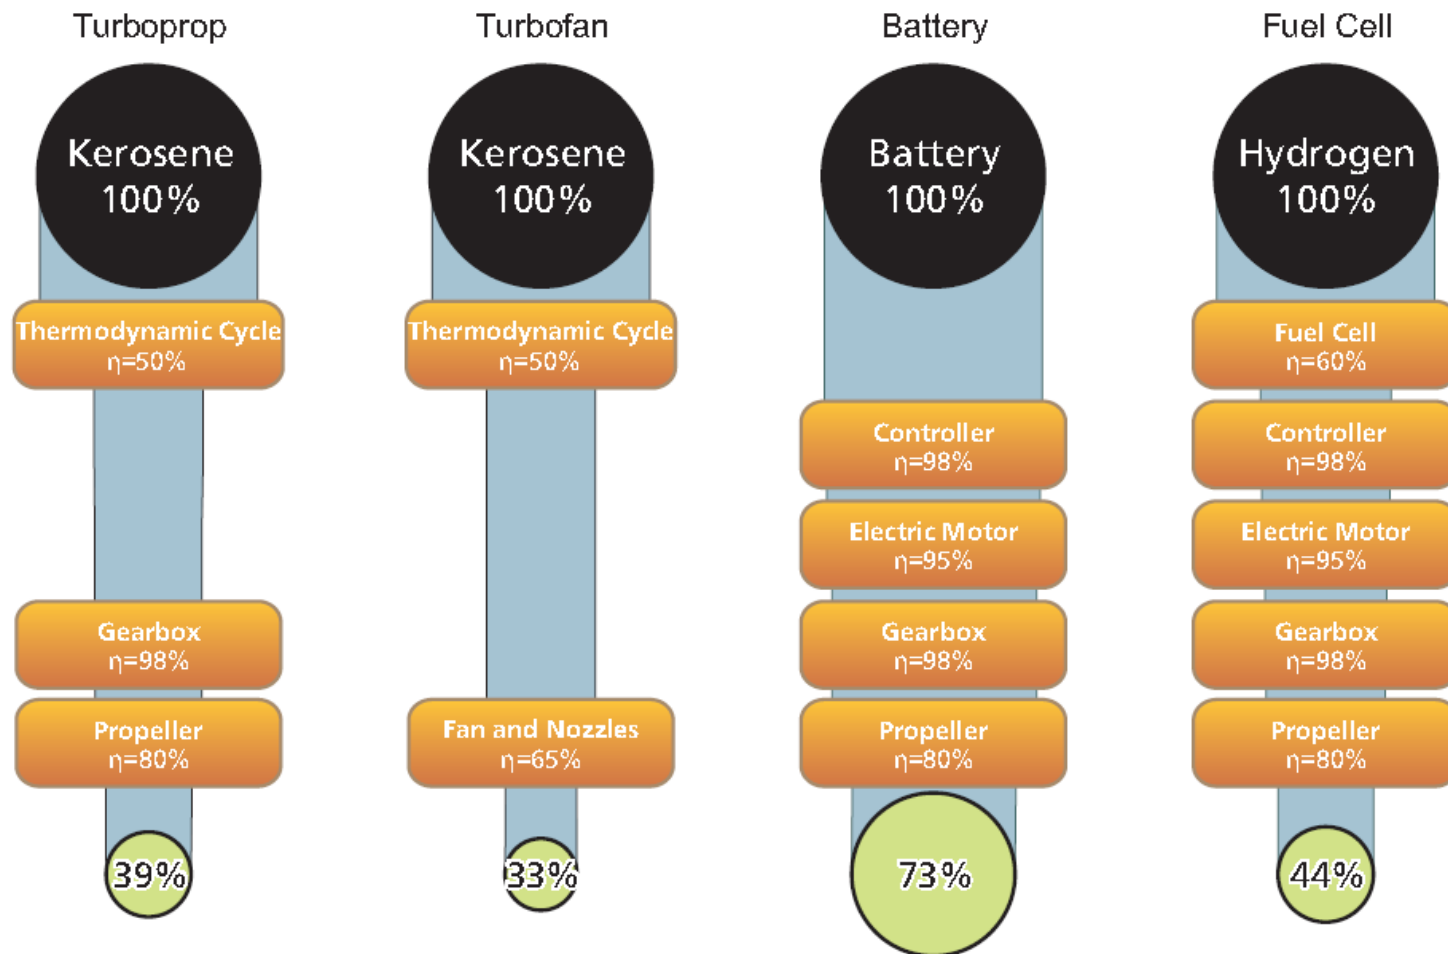 Turboprop
Kerosene
100%
Thermodynamic Cycle
η=50%
Gearbox
η=98%
Propeller
η=80%
39%
Turbofan
Kerosene
100%
Thermodynamic Cycle
η=50%
Fan and Nozzles
η=65%
33%
Battery
Battery
100%
Controller
η=98%
Electric Motor
η=95%
Gearbox
η=98%
Propeller
η=80%
73%
Fuel Cell
Hydrogen
100%
Fuel Cell
η=60%
Controller
η=98%
Electric Motor
η=95%
Gearbox
η=98%
Propeller
η=80%
44%